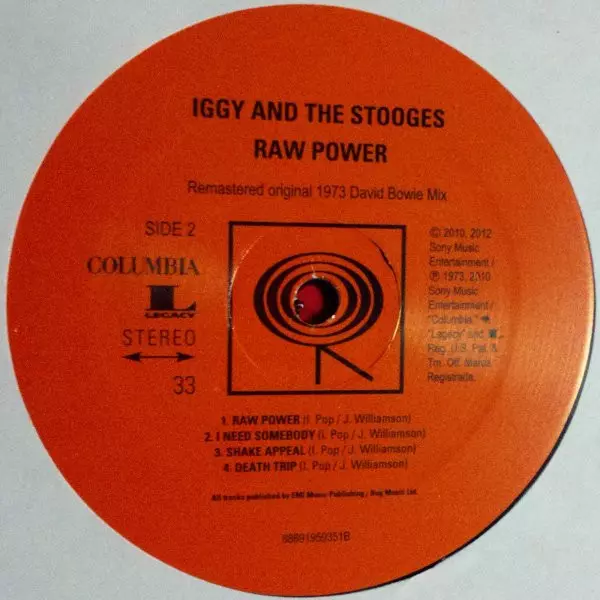 IGGY AND THE STOOGES
RAW POWER
Remastered original 1973 David Bowie Mix
SIDE 2
COLUMBIA
L
LEGACY
STEREO
33
© 2010, 2012
Sony Music
Entertainment /
℗ 1973, 2010
Sony Music
Entertainment /
"Columbia,"
"Legacy" and
Reg. U.S. Pat. &
Tm. Off. Marca
Registrada.
1. RAW POWER (I. Pop / J. Williamson)
2. I NEED SOMEBODY (I. Pop / J. Williamson)
3. SHAKE APPEAL (I. Pop / J. Williamson)
4. DEATH TRIP (I. Pop / J. Williamson)
All tracks published by EMI Music Publishing / Bug Music Ltd.
88691959351B